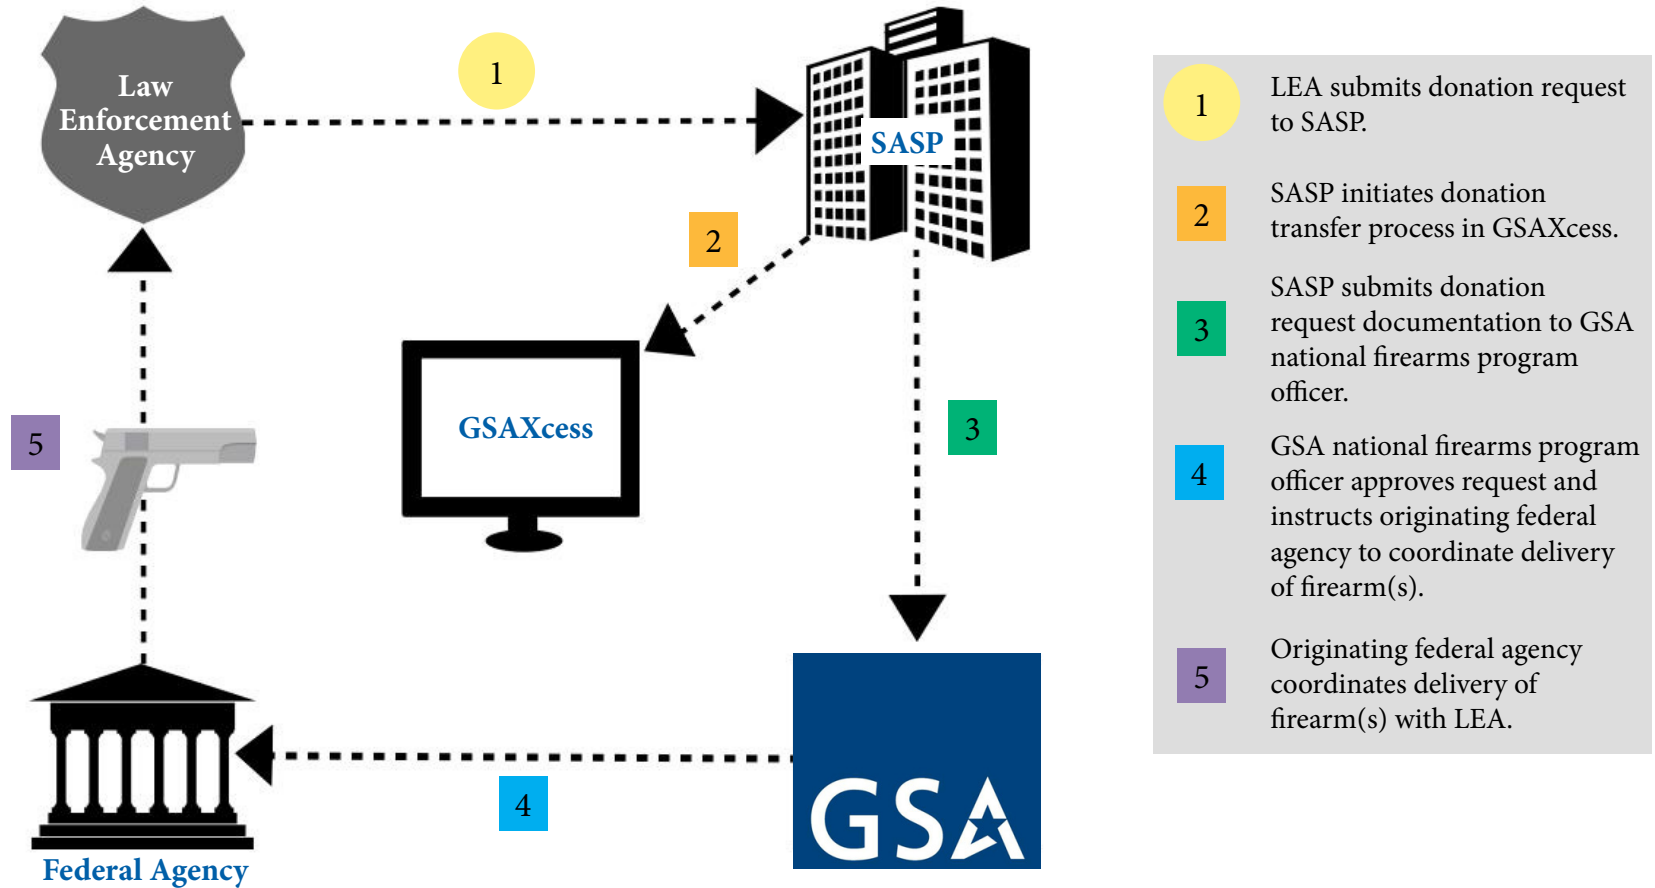 Law
Enforcement
Agency
1
SASP
2
GSAXcess
3
5
4
GSA
Federal Agency
1
LEA submits donation request
to SASP.
2
SASP initiates donation
transfer process in GSAXcess.
3
SASP submits donation
request documentation to GSA
national firearms program
officer.
4
GSA national firearms program
officer approves request and
instructs originating federal
agency to coordinate delivery
of firearm(s).
5
Originating federal agency
coordinates delivery of
firearm(s) with LEA.